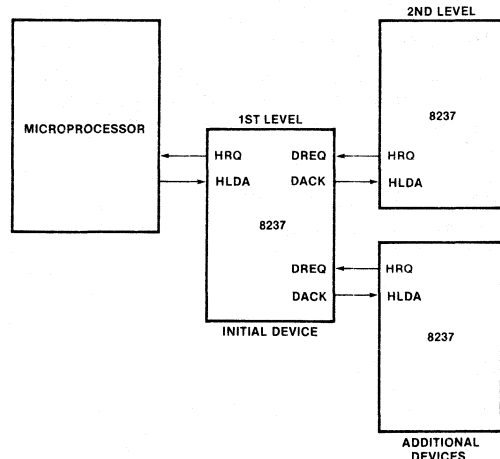 2ND LEVEL
8237
HRQ
HLDA
MICROPROCESSOR
HRQ
HLDA
1ST LEVEL
DREQ
DACK
8237
DREQ
DACK
INITIAL DEVICE
HRQ
HLDA
8237
ADDITIONAL
DEVICES